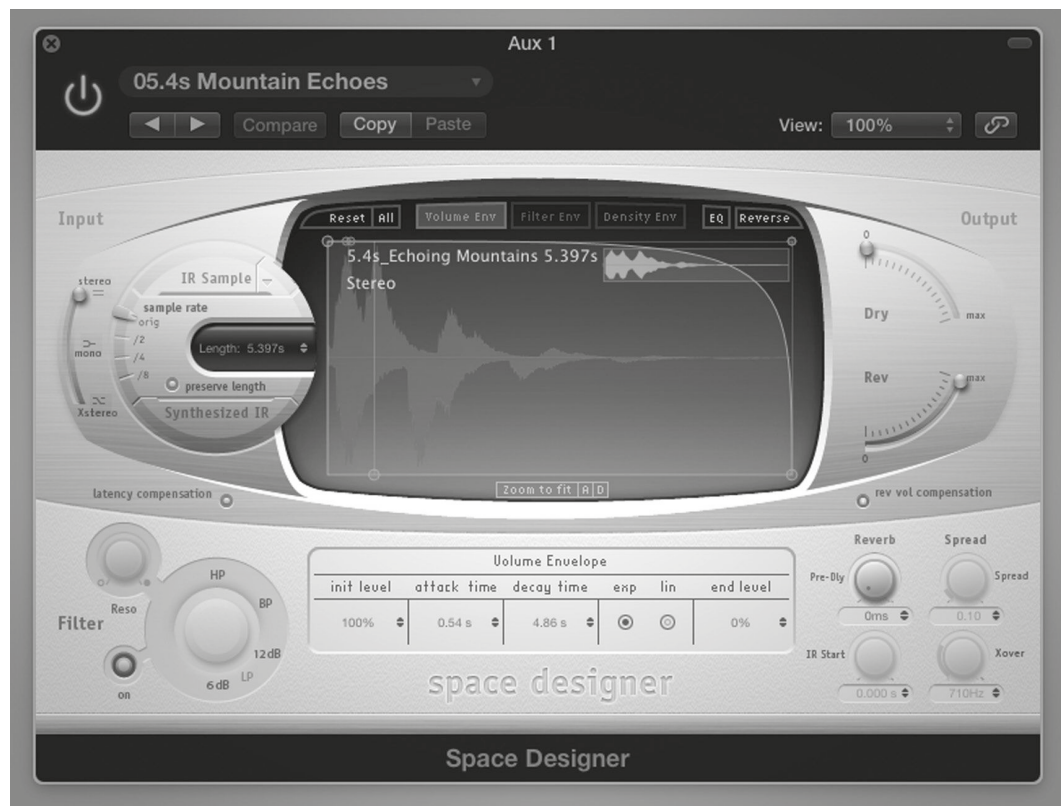 Aux 1
05.4s Mountain Echoes
Compare Copy Paste
View: 100%
Input
Output
Reset All Volume Env Filter Env Density Env EQ Reverse
5.4s_Echoing Mountains 5.397s
Stereo
stereo
mono
Xstereo
IR Sample
sample rate
orig
/2
/4
/8
Length: 5.397s
preserve length
Synthesized IR
0
max
Dry
Rev
max
0
Zoom to fit A D
latency compensation
rev vol compensation
Reso
Filter
on
HP
BP
12dB
LP
6dB
Volume Envelope
init level attack time decay time exp lin end level
100% 0.54 s 4.86 s 0%
space designer
Reverb Spread
Pre-Dly Spread
0ms 0.10
IR Start Xover
0.000 s 710Hz
Space Designer